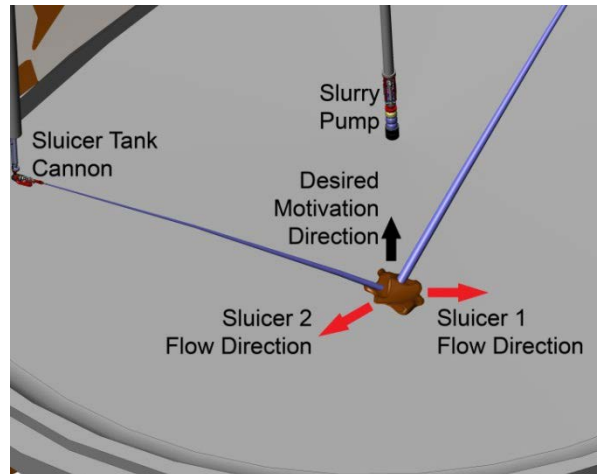 Slurry
Pump
Sluicer Tank
Cannon
Desired
Motivation
Direction
Sluicer 2
Flow Direction
Sluicer 1
Flow Direction